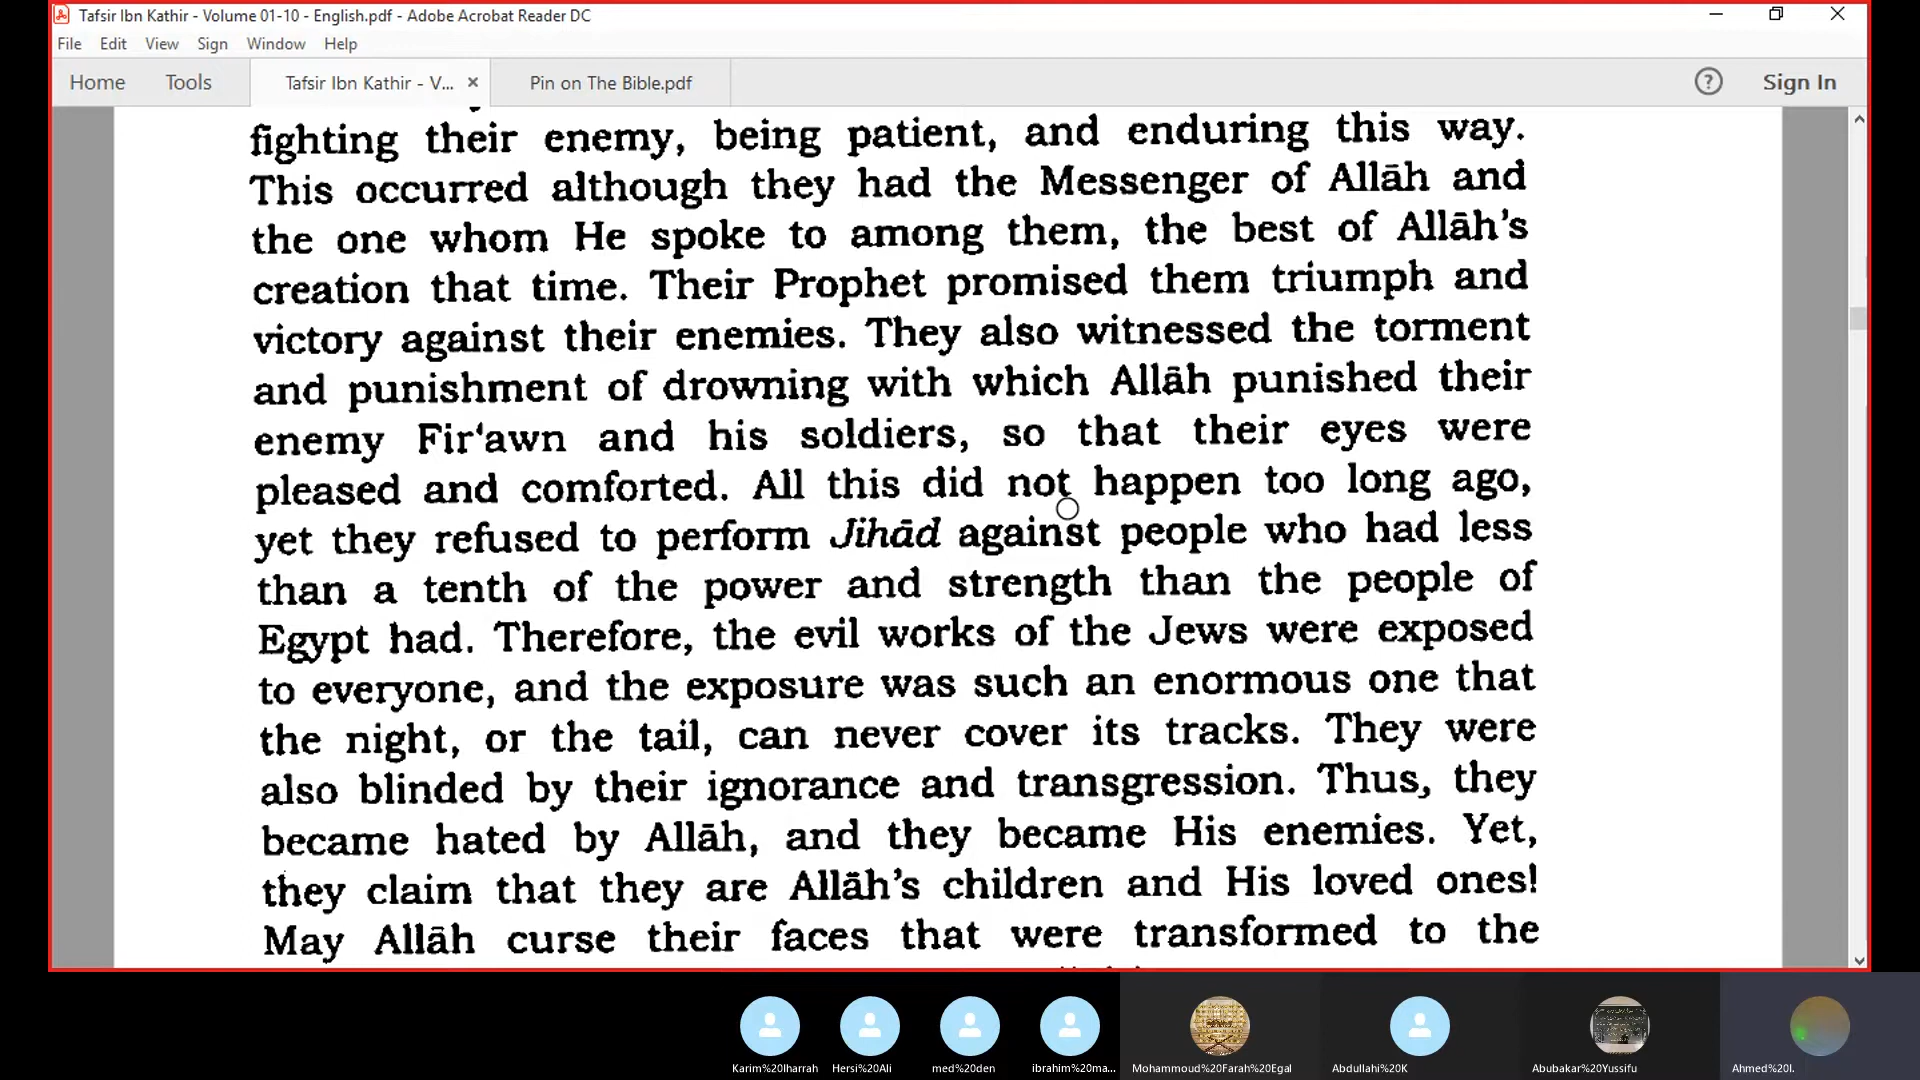 Tafsir Ibn Kathir - Volume 01-10 - English.pdf - Adobe Acrobat Reader DC
File Edit View Sign Window Help
Home Tools Tafsir Ibn Kathir - V... × Pin on The Bible.pdf ? Sign In
fighting their enemy, being patient, and enduring this way.
This occurred although they had the Messenger of Allāh and
the one whom He spoke to among them, the best of Allāh's
creation that time. Their Prophet promised them triumph and
victory against their enemies. They also witnessed the torment
and punishment of drowning with which Allāh punished their
enemy Fir‘awn and his soldiers, so that their eyes were
pleased and comforted. All this did not happen too long ago,
yet they refused to perform Jihād against people who had less
than a tenth of the power and strength than the people of
Egypt had. Therefore, the evil works of the Jews were exposed
to everyone, and the exposure was such an enormous one that
the night, or the tail, can never cover its tracks. They were
also blinded by their ignorance and transgression. Thus, they
became hated by Allāh, and they became His enemies. Yet,
they claim that they are Allāh's children and His loved ones!
May Allāh curse their faces that were transformed to the
Karim%20Iharrah Hersi%20Ali med%20den ibrahim%20ma... Mohammoud%20Farah%20Egal Abdullahi%20K Abubakar%20Yussifu Ahmed%20I.